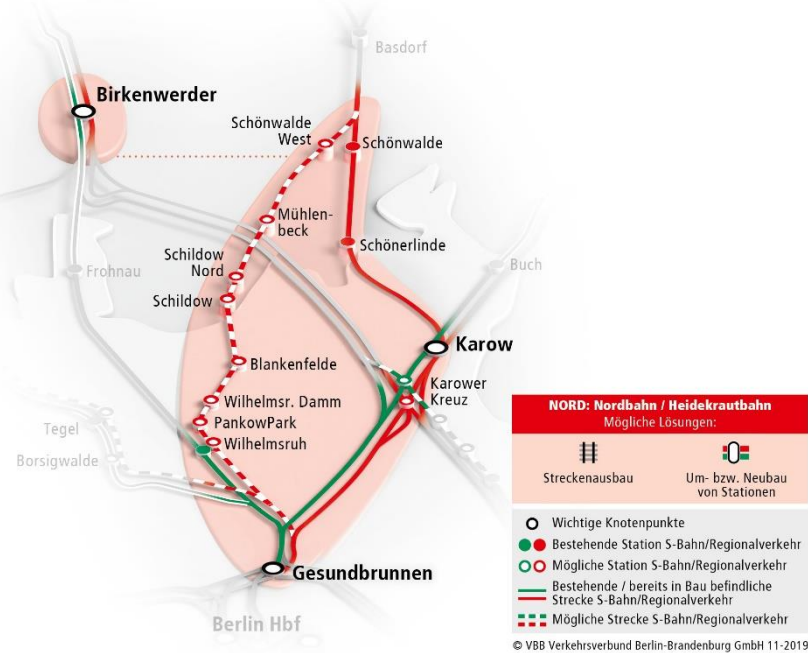 Basdorf
Birkenwerder
Schönwalde
West
Schönwalde
Mühlen-
beck
Schönerlinde
Schildow
Nord
Buch
Frohnau
Schildow
Karow
Blankenfelde
Karower
Kreuz
Wilhelmsr. Damm
PankowPark
Wilhelmsruh
Tegel
Borsigwalde
Gesundbrunnen
Berlin Hbf
NORD: Nordbahn / Heidekrautbahn
Mögliche Lösungen:
Streckenausbau
Um- bzw. Neubau
von Stationen
Wichtige Knotenpunkte
Bestehende Station S-Bahn/Regionalverkehr
Mögliche Station S-Bahn/Regionalverkehr
Bestehende / bereits in Bau befindliche
Strecke S-Bahn/Regionalverkehr
Mögliche Strecke S-Bahn/Regionalverkehr
© VBB Verkehrsverbund Berlin-Brandenburg GmbH 11-2019